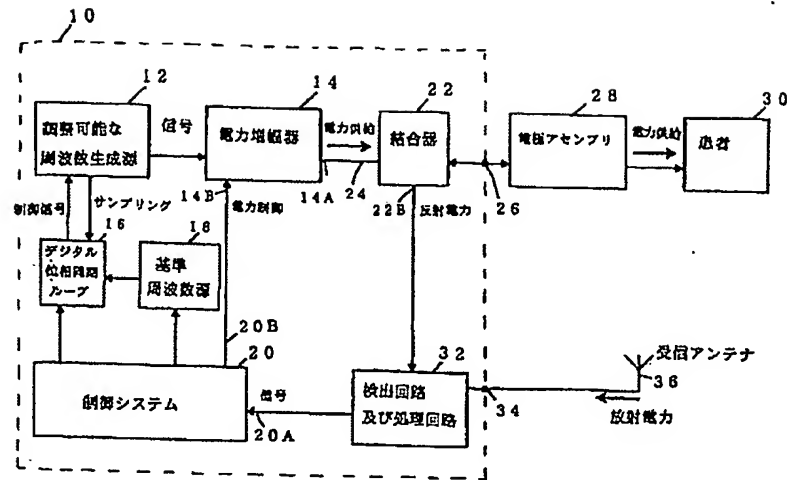 10
12
14
22
28
30
調整可能な
周波数生成器
信号
電力増幅器
電力供給
結合器
電極アセンブリ
電力供給
患者
14B
14A
24
22B
26
制御信号
サンプリング
電力制御
反射電力
16
18
デジタル
位相同期
ループ
基準
周波数源
20B
20
32
受信アンテナ
36
制御システム
信号
20A
検出回路
及び処理回路
34
放射電力